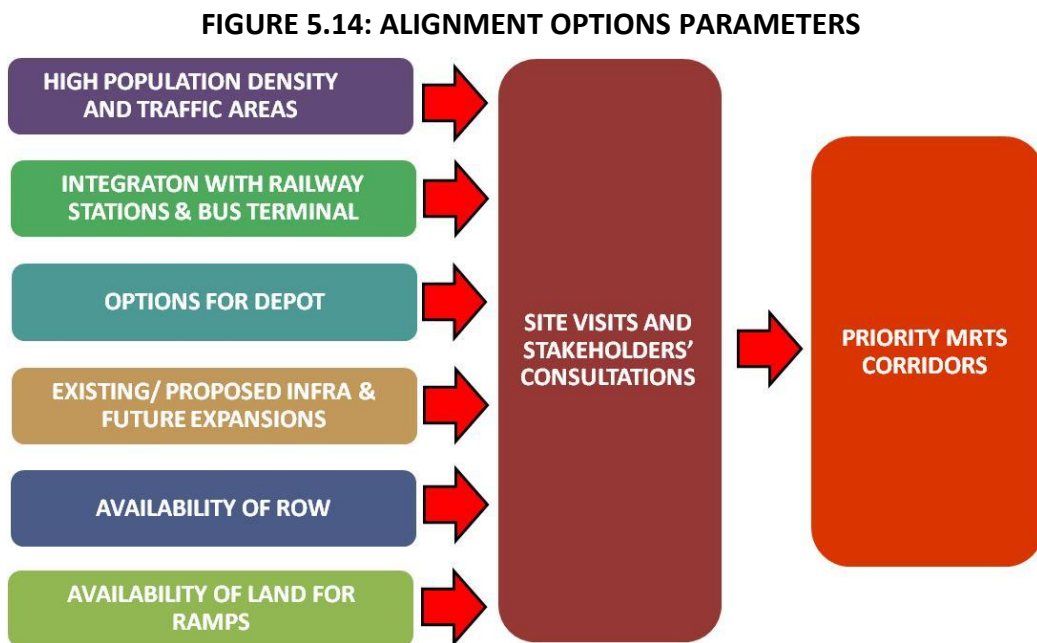 FIGURE 5.14: ALIGNMENT OPTIONS PARAMETERS
HIGH POPULATION DENSITY
AND TRAFFIC AREAS
INTEGRATON WITH RAILWAY
STATIONS & BUS TERMINAL
OPTIONS FOR DEPOT
EXISTING/ PROPOSED INFRA &
FUTURE EXPANSIONS
AVAILABILITY OF ROW
AVAILABILITY OF LAND FOR
RAMPS
SITE VISITS AND
STAKEHOLDERS’
CONSULTATIONS
PRIORITY MRTS
CORRIDORS